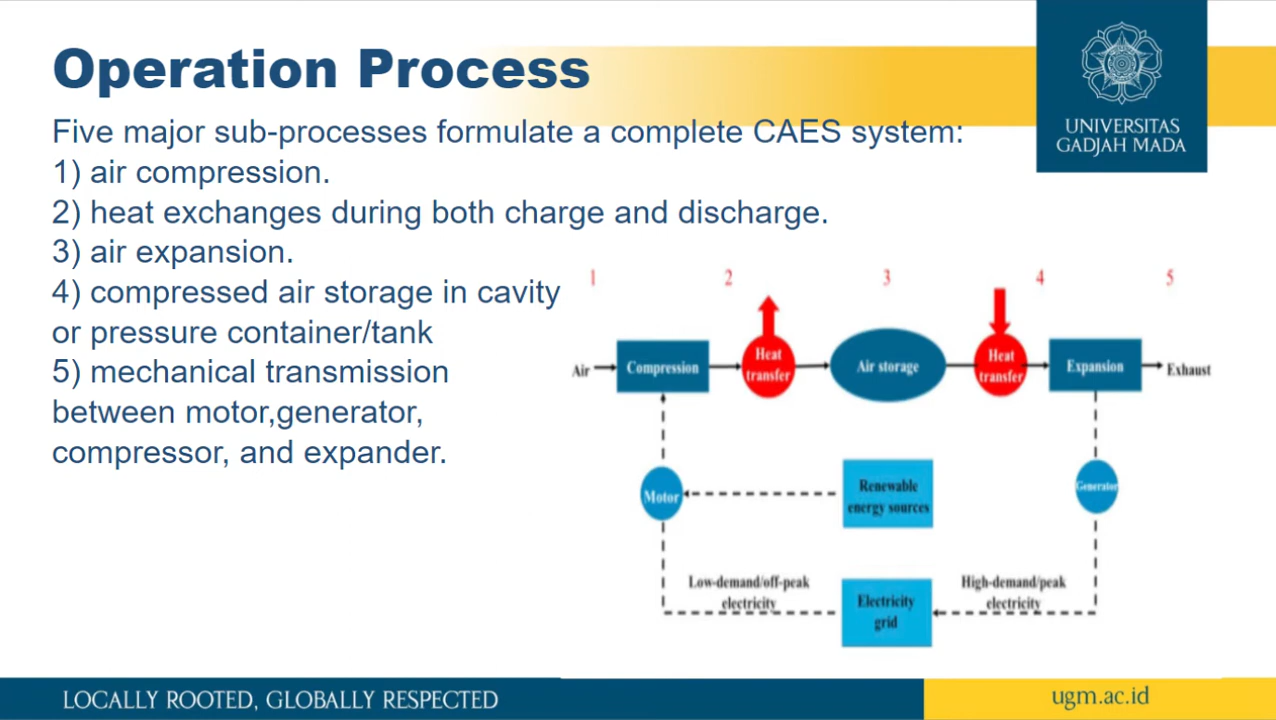 Operation Process
UNIVERSITAS
GADJAH MADA
Five major sub-processes formulate a complete CAES system:
1) air compression.
2) heat exchanges during both charge and discharge.
3) air expansion.
4) compressed air storage in cavity
or pressure container/tank
5) mechanical transmission
between motor,generator,
compressor, and expander.
1 2 3 4 5
Air
Compression
Heat
transfer
Air storage
Heat
transfer
Expansion
Exhaust
Motor
Renewable
energy sources
Generator
Low-demand/off-peak
electricity
Electricity
grid
High-demand/peak
electricity
LOCALLY ROOTED, GLOBALLY RESPECTED
ugm.ac.id